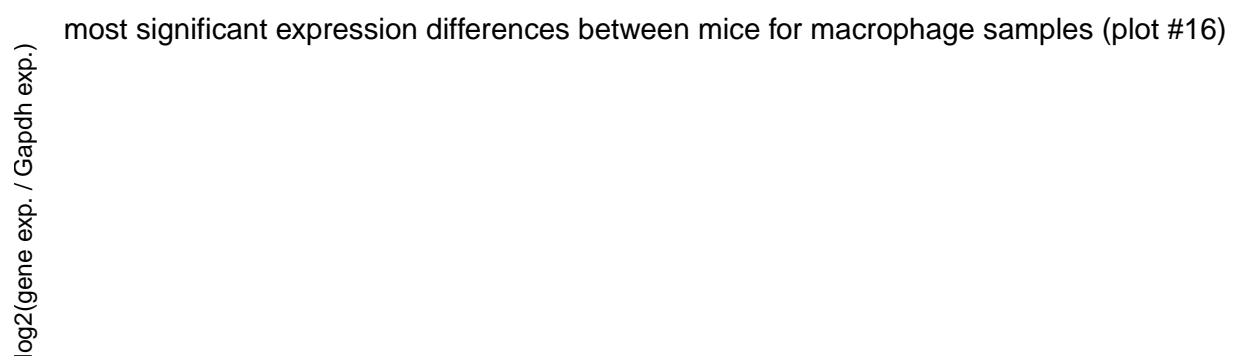 most significant expression differences between mice for macrophage samples (plot #16)
log2(gene exp. / Gapdh exp.)